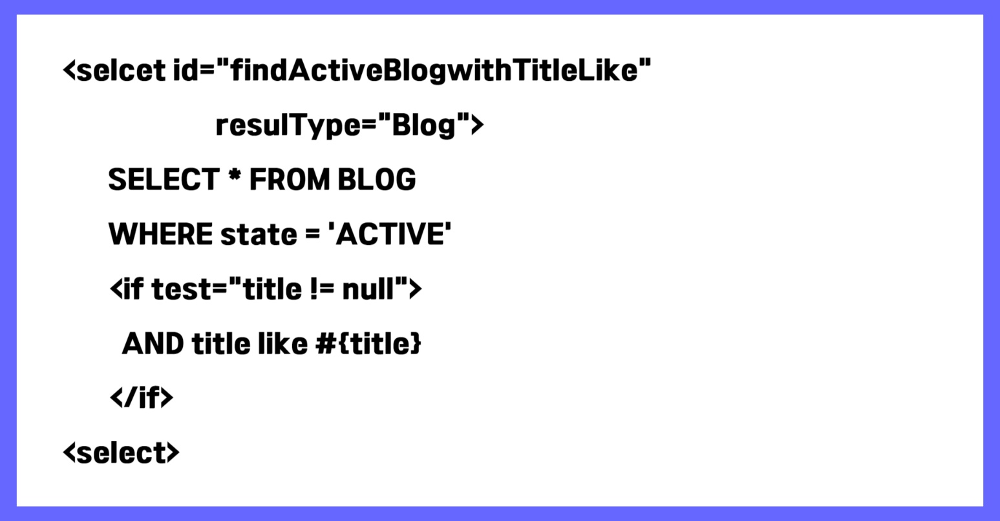 <selcet id="findActiveBlogwithTitleLike"
resulType="Blog">
SELECT * FROM BLOG
WHERE state = 'ACTIVE'
<if test="title != null">
AND title like #{title}
</if>
<select>